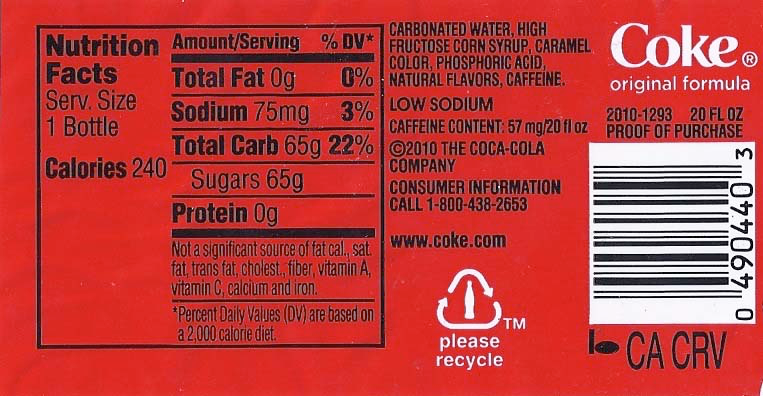 Nutrition
Facts
Serv. Size
1 Bottle
Calories 240
Amount/Serving % DV*
Total Fat 0g 0%
Sodium 75mg 3%
Total Carb 65g 22%
Sugars 65g
Protein 0g
Not a significant source of fat cal., sat.
fat, trans fat, cholest., fiber, vitamin A,
vitamin C, calcium and iron.
*Percent Daily Values (DV) are based on
a 2,000 calorie diet.
CARBONATED WATER, HIGH
FRUCTOSE CORN SYRUP, CARAMEL
COLOR, PHOSPHORIC ACID,
NATURAL FLAVORS, CAFFEINE.
LOW SODIUM
CAFFEINE CONTENT: 57 mg/20 fl oz
©2010 THE COCA-COLA
COMPANY
CONSUMER INFORMATION
CALL 1-800-438-2653
www.coke.com
TM
please
recycle
Coke®
original formula
2010-1293 20 FL OZ
PROOF OF PURCHASE
0 490440 3
CA CRV